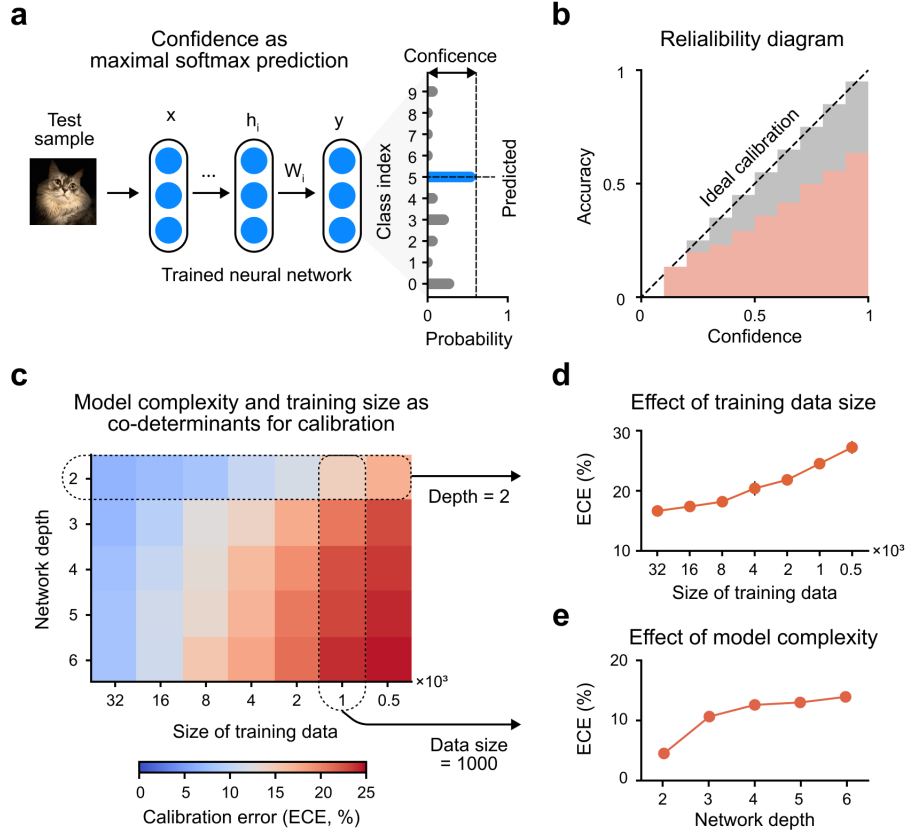 a
Confidence as
maximal softmax prediction
Test
sample
x
...
h_i
W_i
y
Trained neural network
Conficence
Class index
9
8
7
6
5
4
3
2
1
0
Predicted
0
1
Probability
b
Relialibility diagram
Ideal calibration
Accuracy
1
0.5
0
0
0.5
1
Confidence
c
Model complexity and training size as
co-determinants for calibration
Network depth
2
3
4
5
6
Depth = 2
32
16
8
4
2
1
0.5
×10³
Size of training data
Data size
= 1000
0
5
10
15
20
25
Calibration error (ECE, %)
d
Effect of training data size
ECE (%)
30
20
10
32
16
8
4
2
1
0.5
×10³
Size of training data
e
Effect of model complexity
ECE (%)
20
10
0
2
3
4
5
6
Network depth